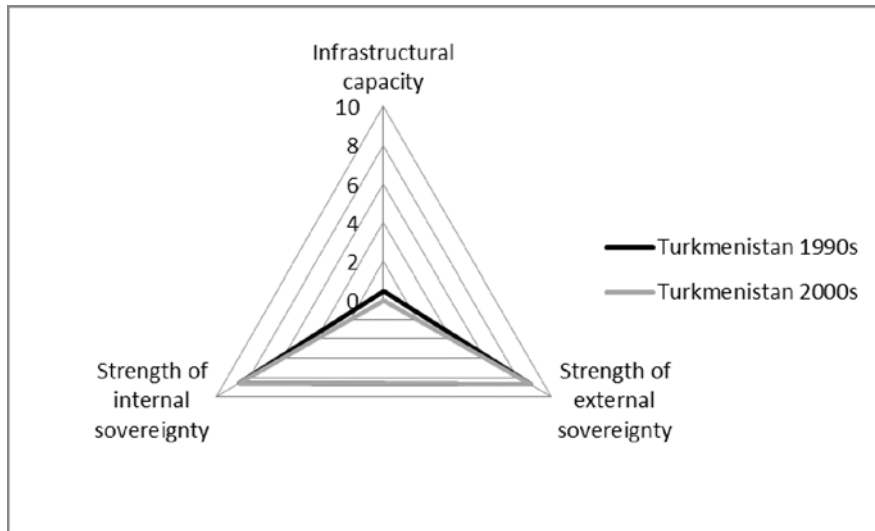 Infrastructural
capacity
10
8
6
4
2
0
Turkmenistan 1990s
Turkmenistan 2000s
Strength of
internal
sovereignty
Strength of
external
sovereignty